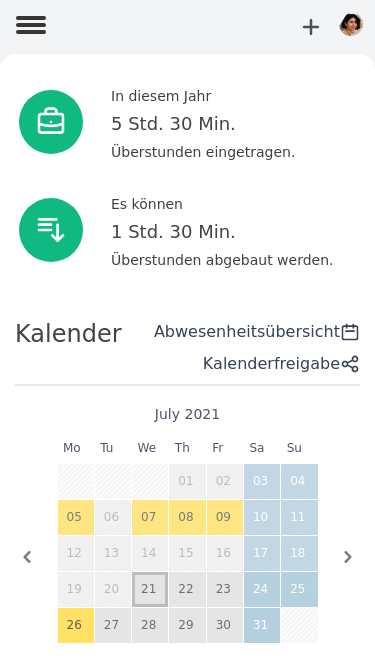 In diesem Jahr
5 Std. 30 Min.
Überstunden eingetragen.
Es können
1 Std. 30 Min.
Überstunden abgebaut werden.
Kalender
Abwesenheitsübersicht
Kalenderfreigabe
July 2021
Mo Tu We Th Fr Sa Su
01 02 03 04
05 06 07 08 09 10 11
12 13 14 15 16 17 18
19 20 21 22 23 24 25
26 27 28 29 30 31